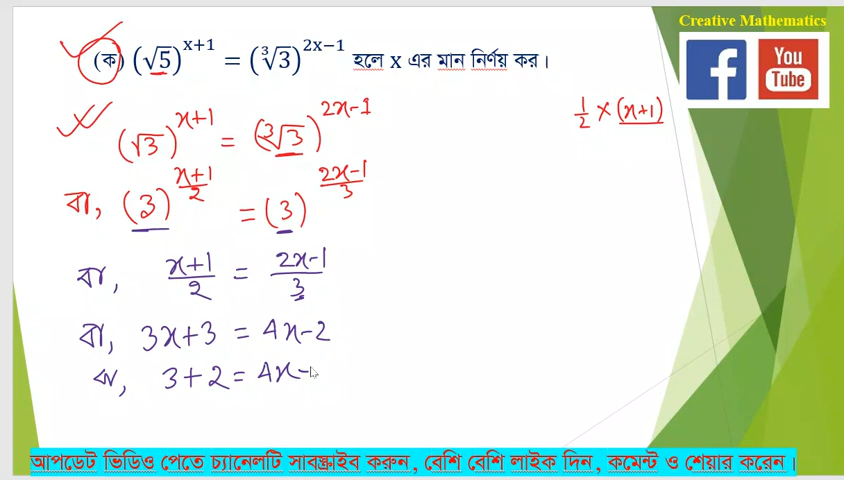 Creative Mathematics
(ক) (√5)^{x+1} = (∛3)^{2x−1} হলে x এর মান নির্ণয় কর।
f You Tube
(√3)^{x+1} = (∛3)^{2x-1}
1/2 × (x+1)
বা, (3)^{(x+1)/2} = (3)^{(2x-1)/3}
বা, (x+1)/2 = (2x-1)/3
বা, 3x+3 = 4x-2
বা, 3+2 = 4x-
আপডেট ভিডিও পেতে চ্যানেলটি সাবস্ক্রাইব করুন, বেশি বেশি লাইক দিন, কমেন্ট ও শেয়ার করেন।